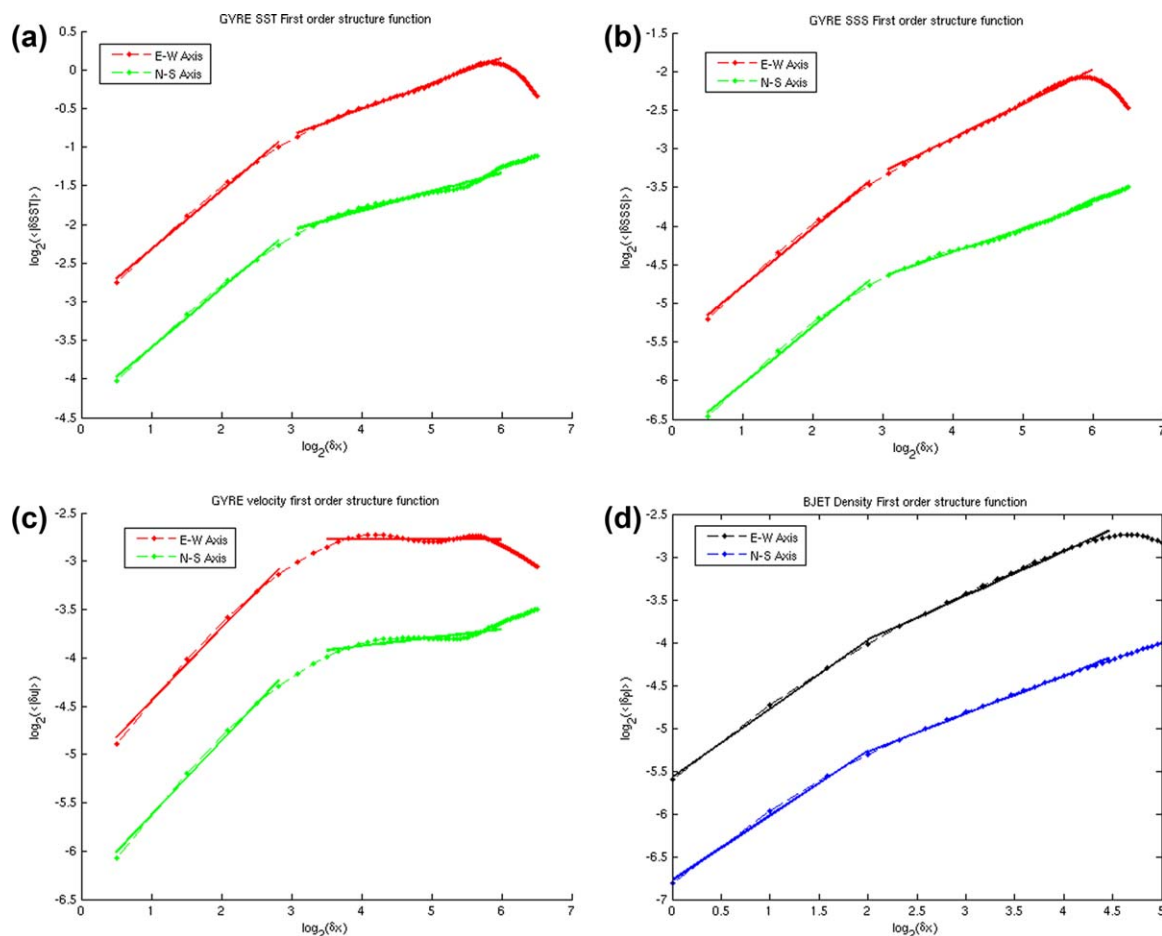 (a)
GYRE SST First order structure function
E-W Axis
N-S Axis
log2(<|δSST|>)
0.5
0
-0.5
-1
-1.5
-2
-2.5
-3
-3.5
-4
-4.5
0 1 2 3 4 5 6 7
log2(δx)
(b)
GYRE SSS First order structure function
E-W Axis
N-S Axis
log2(<|δSSS|>)
-1.5
-2
-2.5
-3
-3.5
-4
-4.5
-5
-5.5
-6
-6.5
0 1 2 3 4 5 6 7
log2(δx)
(c)
GYRE velocity first order structure function
E-W Axis
N-S Axis
log2(<|δu|>)
-2.5
-3
-3.5
-4
-4.5
-5
-5.5
-6
-6.5
0 1 2 3 4 5 6 7
log2(δx)
(d)
BJET Density First order structure function
E-W Axis
N-S Axis
log2(<|δρ|>)
-2.5
-3
-3.5
-4
-4.5
-5
-5.5
-6
-6.5
-7
0 0.5 1 1.5 2 2.5 3 3.5 4 4.5 5
log2(δx)